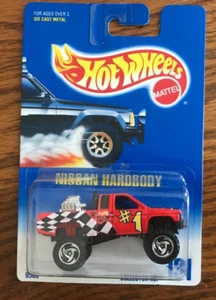 FOR AGES OVER 3
DIE CAST METAL
HOT WHEELS
MATTEL
NISSAN HARDBODY
#1